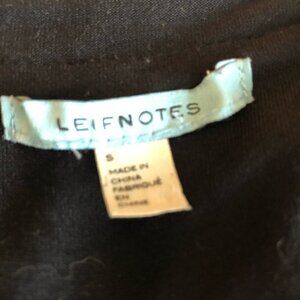 LEIFNOTES
S
MADE IN
CHINA
FABRIQUÉ
EN
CHINE